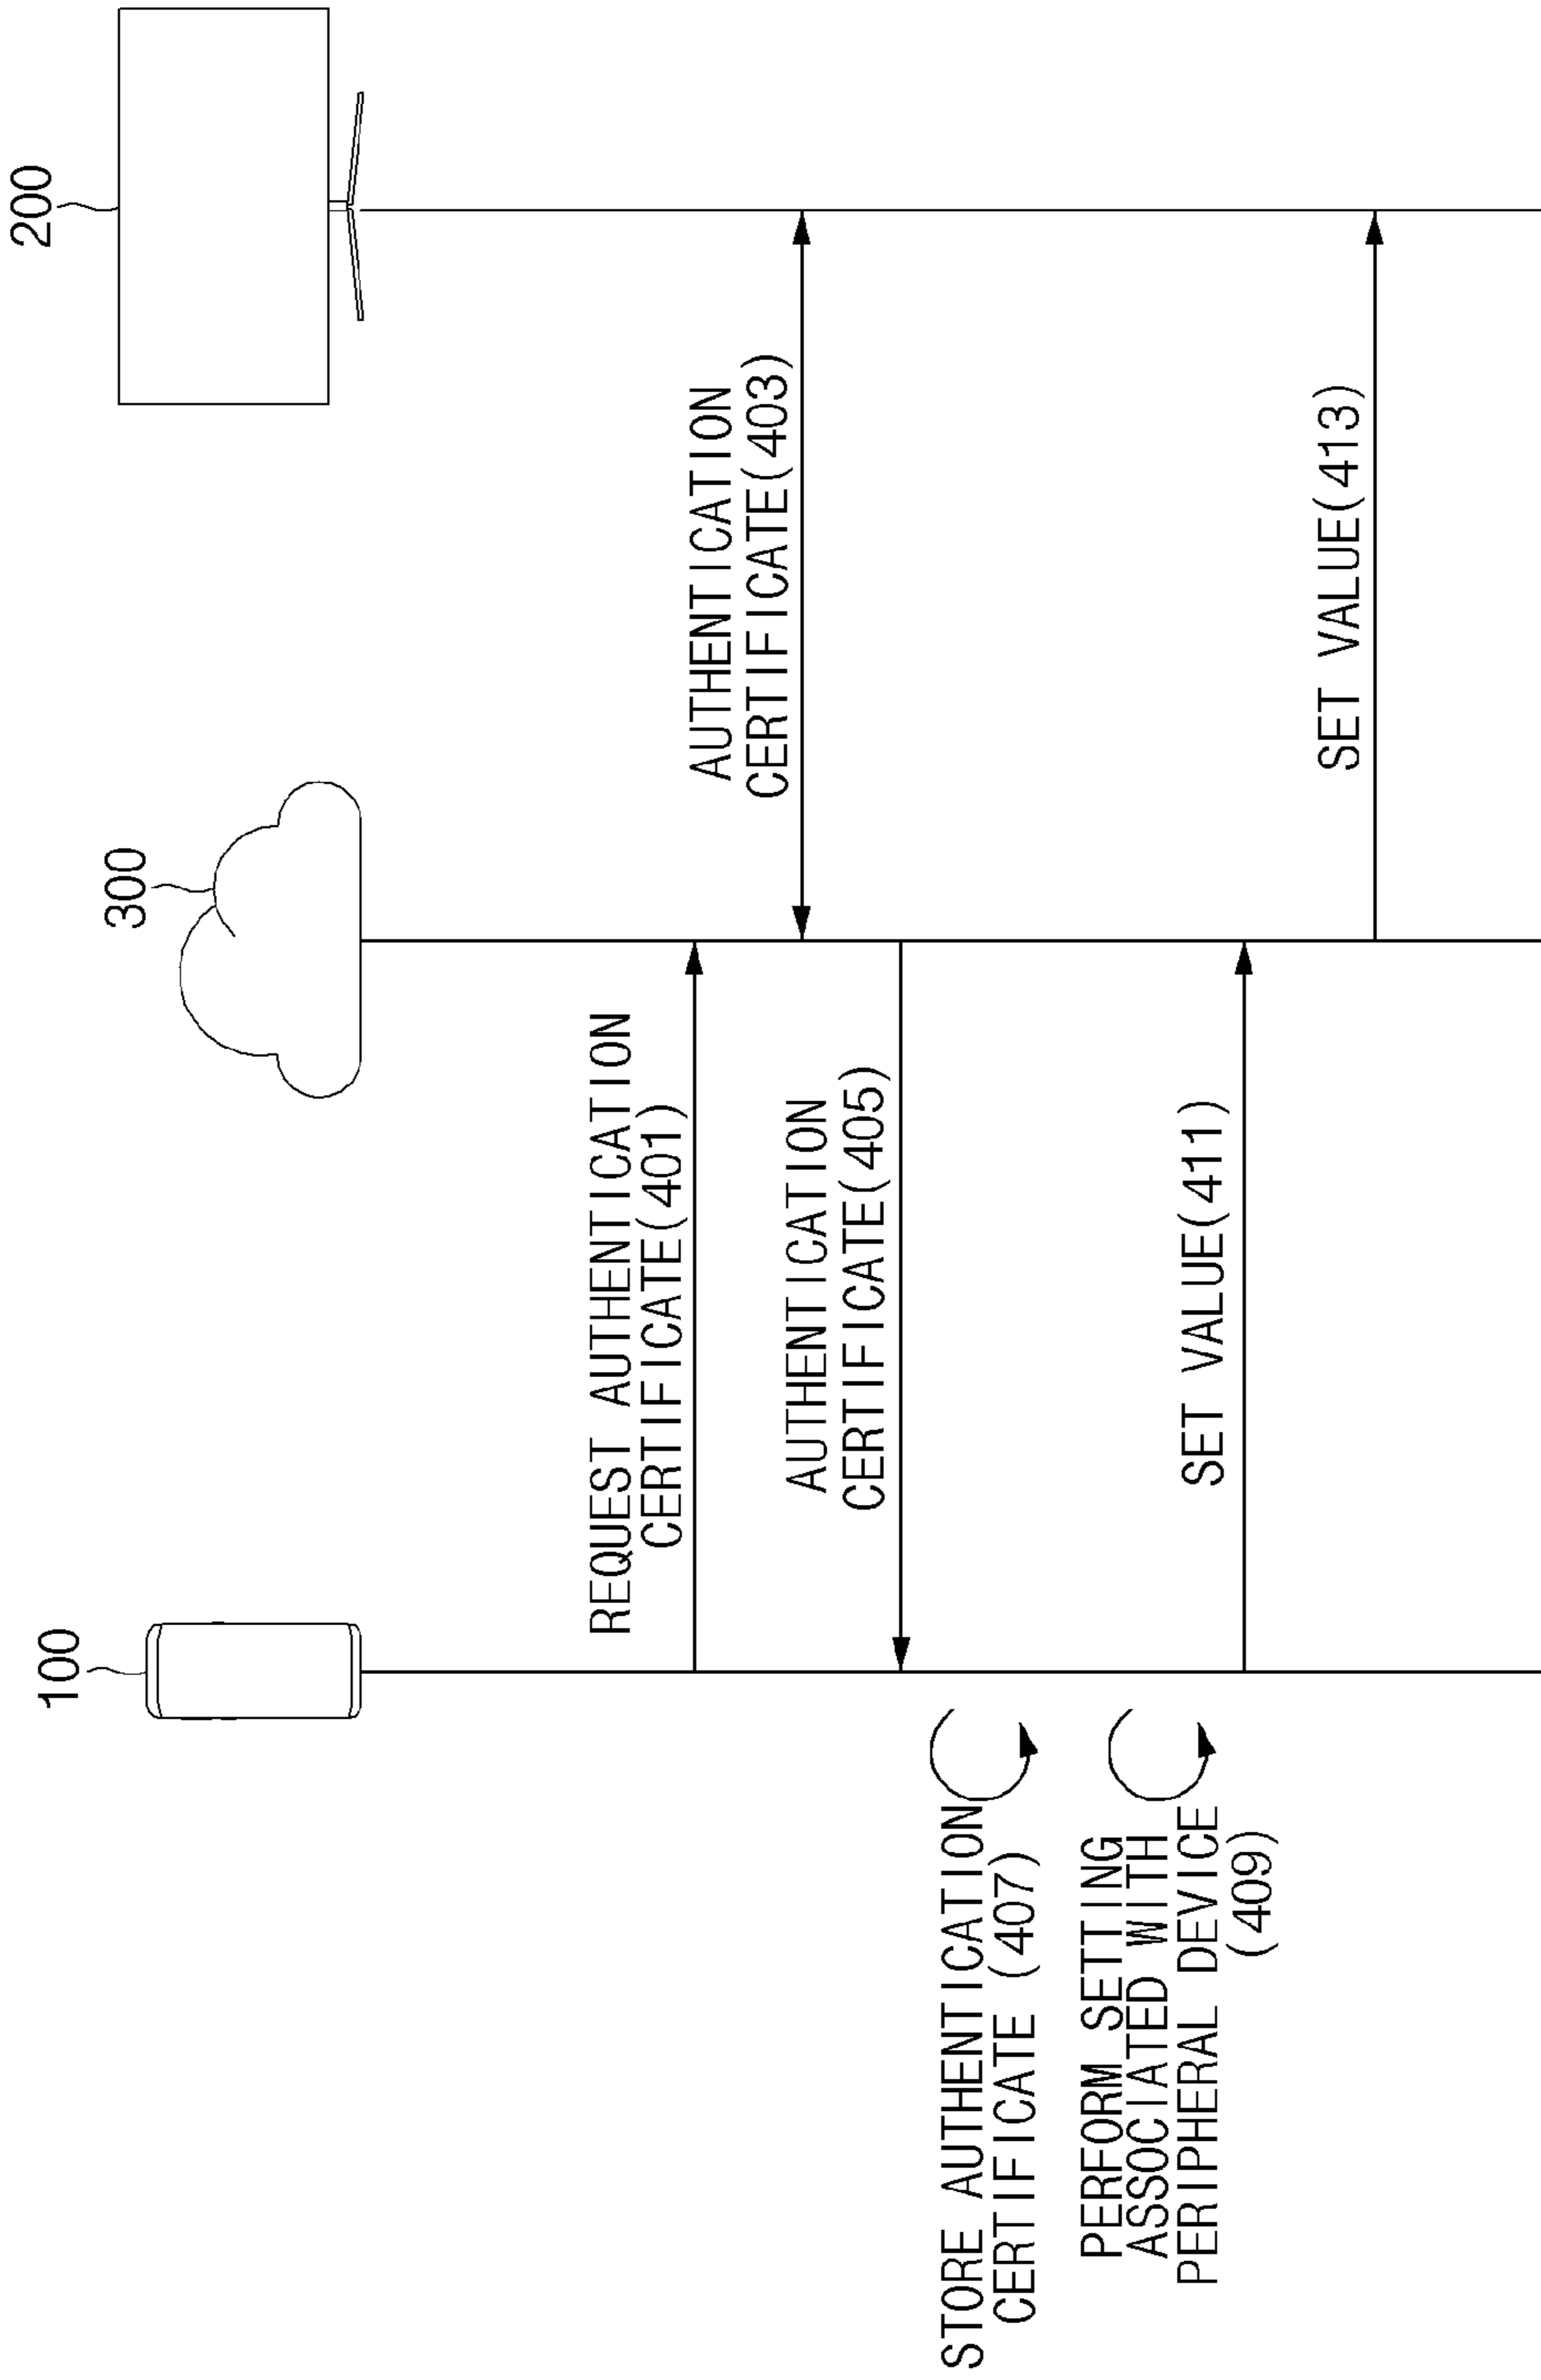 100
300
200
REQUEST AUTHENTICATION
CERTIFICATE(401)
AUTHENTICATION
CERTIFICATE(403)
AUTHENTICATION
CERTIFICATE(405)
STORE AUTHENTICATION
CERTIFICATE (407)
PERFORM SETTING
ASSOCIATED WITH
PERIPHERAL DEVICE
(409)
SET VALUE(411)
SET VALUE(413)